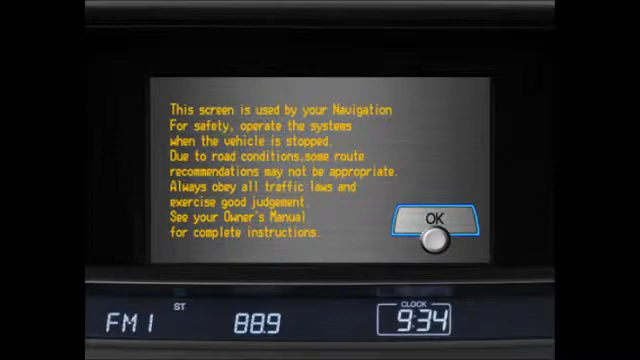 This screen is used by your Navigation
For safety, operate the systems
when the vehicle is stopped.
Due to road conditions,some route
recommendations may not be appropriate.
Always obey all traffic laws and
exercise good judgement.
See your Owner's Manual
for complete instructions.
OK
FM1
ST
88.9
CLOCK
9:34